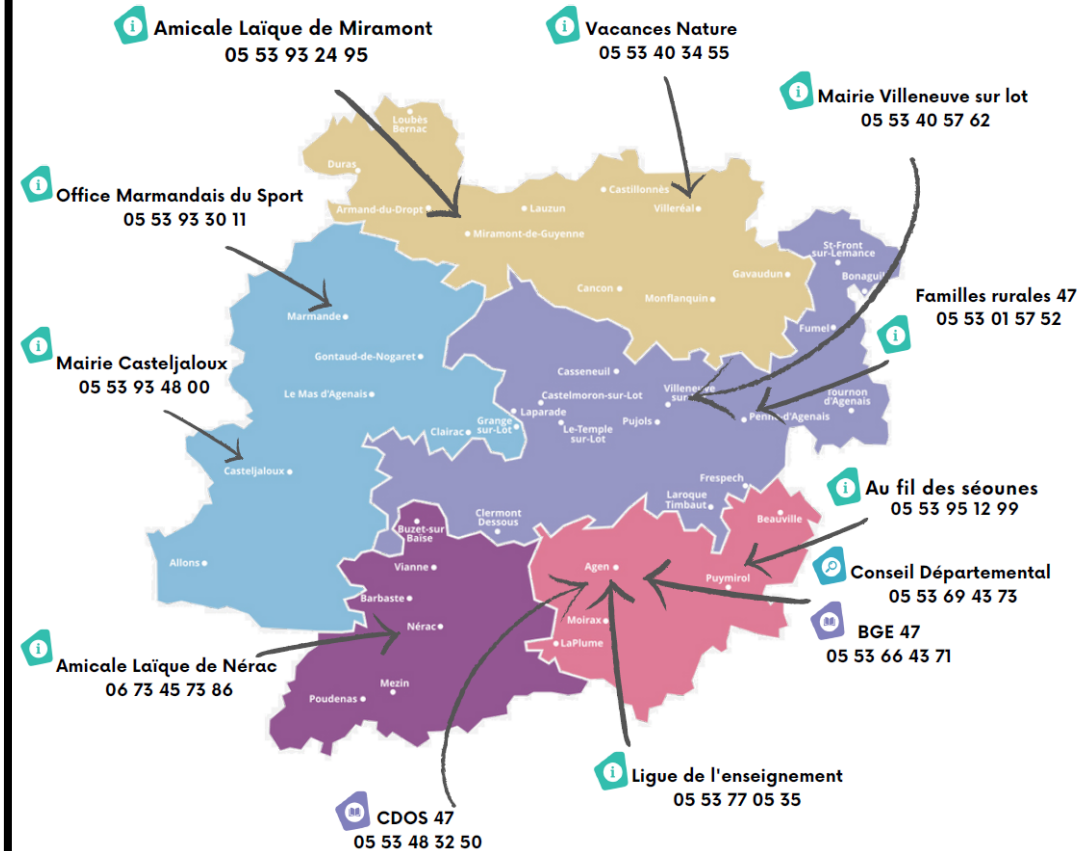 Amicale Laïque de Miramont
05 53 93 24 95
Vacances Nature
05 53 40 34 55
Mairie Villeneuve sur lot
05 53 40 57 62
Office Marmandais du Sport
05 53 93 30 11
Mairie Casteljaloux
05 53 93 48 00
Familles rurales 47
05 53 01 57 52
Loubès
Bernac
Duras
Armand-du-Dropt
Lauzun
Castillonnès
Villeréal
Miramont-de-Guyenne
Cancon
Monflanquin
Gavaudun
St-Front
sur-Lemance
Fumel
Marmande
Gontaud-de-Nogaret
Le Mas d'Agenais
Clairac
Grange
sur-Lot
Casteljaloux
Allons
Casseneuil
Castelmoron-sur-Lot
Laparade
Le-Temple
sur-Lot
Villeneuve
sur
Pujols
Penne-d'Agenais
Tournon
d'Agenais
Frespech
Laroque
Timbaut
Clermont
Dessous
Buzet-sur
Baïse
Vianne
Barbaste
Nérac
Mezin
Poudenas
Beauville
Agen
Puymirol
Moirax
LaPlume
Au fil des séounes
05 53 95 12 99
Conseil Départemental
05 53 69 43 73
BGE 47
05 53 66 43 71
Amicale Laïque de Nérac
06 73 45 73 86
Ligue de l'enseignement
05 53 77 05 35
CDOS 47
05 53 48 32 50